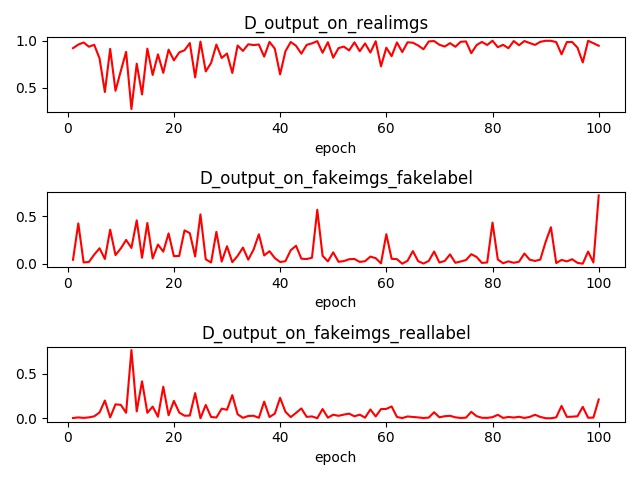 D_output_on_realimgs
1.0
0.5
0 20 40 60 80 100
epoch
D_output_on_fakeimgs_fakelabel
0.5
0.0
0 20 40 60 80 100
epoch
D_output_on_fakeimgs_reallabel
0.5
0.0
0 20 40 60 80 100
epoch